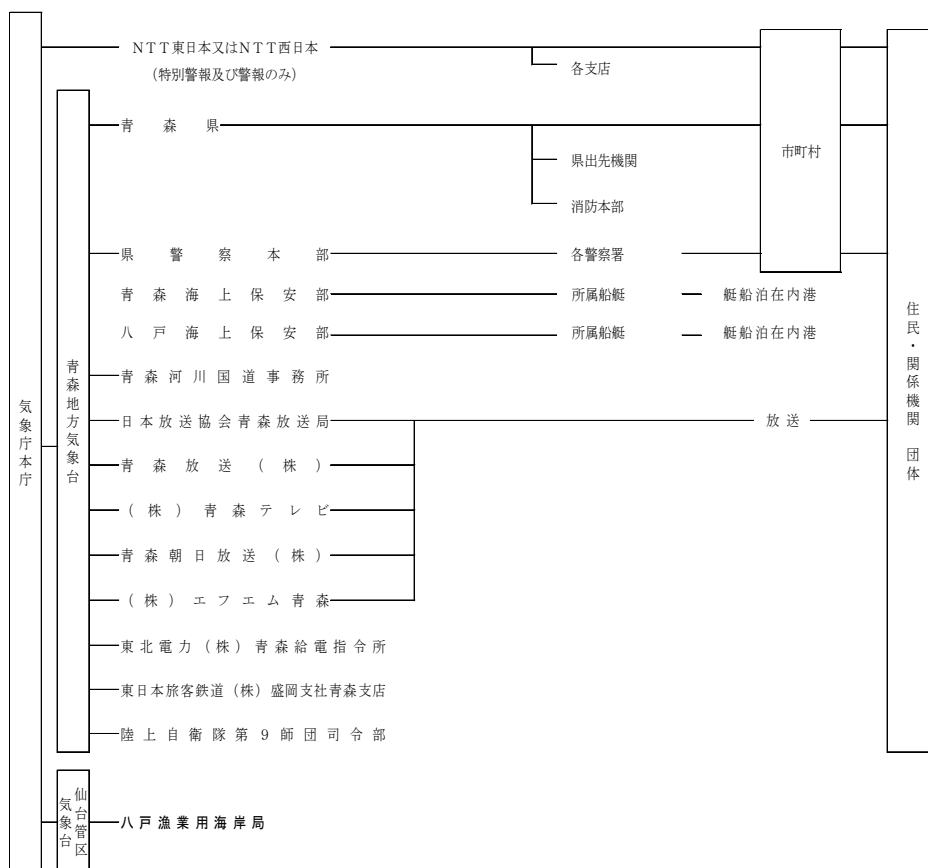 気象庁本庁
NTT東日本又はNTT西日本
(特別警報及び警報のみ)
各支店
市町村
住民・関係機関 団体
青森地方気象台
青森県
県出先機関
消防本部
県警察本部
各警察署
青森海上保安部
所属船艇
艇船泊在内港
八戸海上保安部
所属船艇
艇船泊在内港
青森河川国道事務所
日本放送協会青森放送局
放送
青森放送(株)
(株)青森テレビ
青森朝日放送(株)
(株)エフエム青森
東北電力(株)青森給電指令所
東日本旅客鉄道(株)盛岡支社青森支店
陸上自衛隊第9師団司令部
仙台管区
気象台
八戸漁業用海岸局